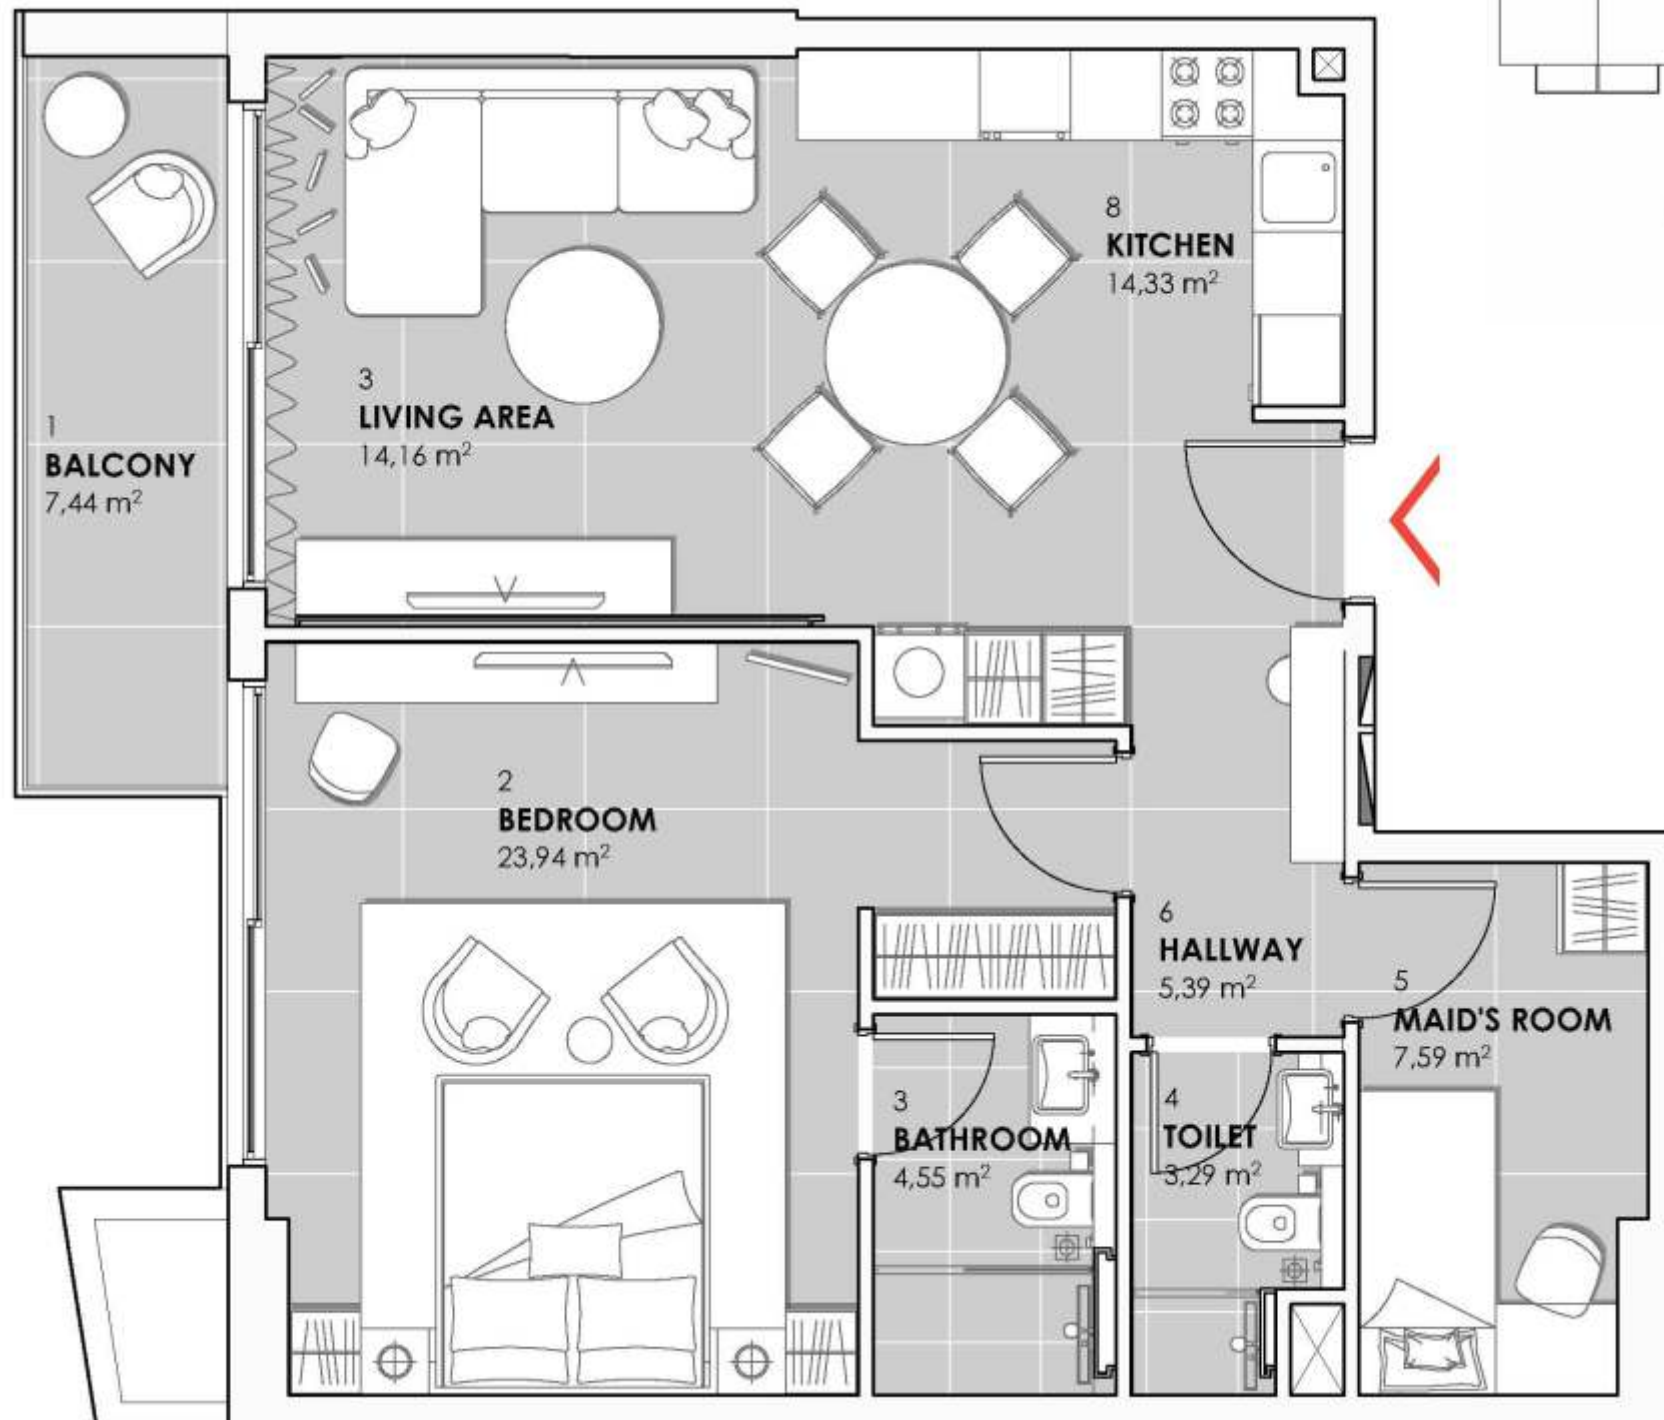 8
KITCHEN
14,33 m²
3
LIVING AREA
14,16 m²
1
BALCONY
7,44 m²
2
BEDROOM
23,94 m²
6
HALLWAY
5,39 m²
5
MAID'S ROOM
7,59 m²
3
BATHROOM
4,55 m²
4
TOILET
3,29 m²